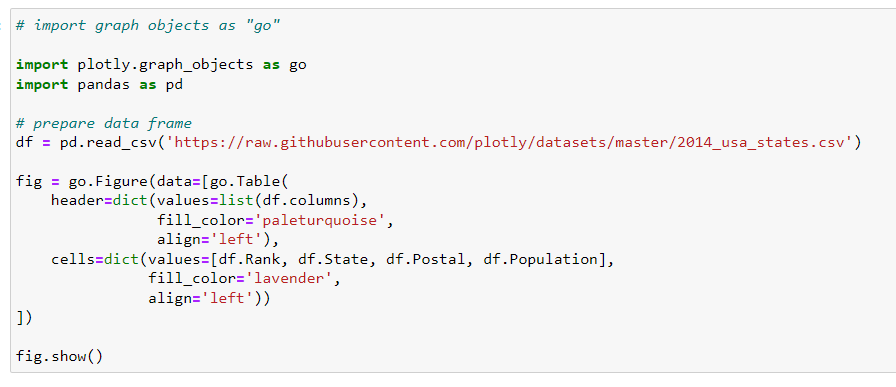 # import graph objects as "go"

import plotly.graph_objects as go
import pandas as pd

# prepare data frame
df = pd.read_csv('https://raw.githubusercontent.com/plotly/datasets/master/2014_usa_states.csv')

fig = go.Figure(data=[go.Table(
    header=dict(values=list(df.columns),
                fill_color='paleturquoise',
                align='left'),
    cells=dict(values=[df.Rank, df.State, df.Postal, df.Population],
               fill_color='lavender',
               align='left'))
])

fig.show()